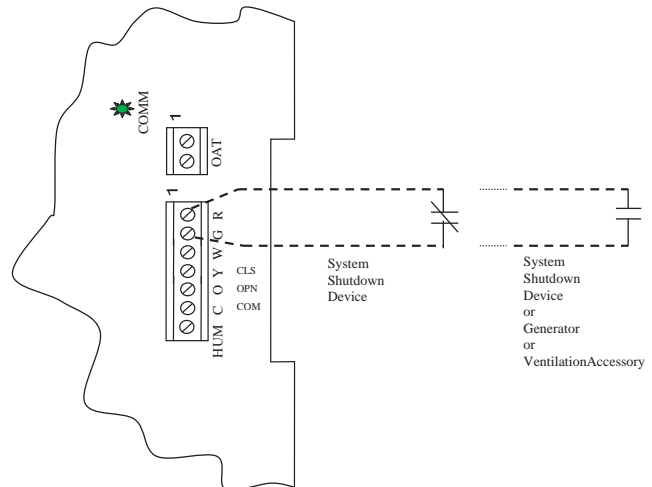 COMM
1
OAT
1
HUM C O Y W G R
CLS
OPN
COM
System
Shutdown
Device
System
Shutdown
Device
or
Generator
or
VentilationAccessory